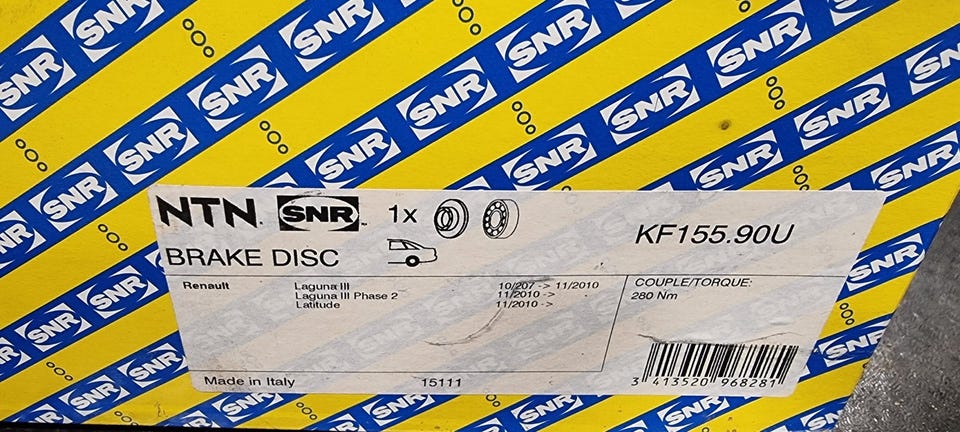 NTN. SNR™ 1x KF155.90U
BRAKE DISC
Renault Laguna III 10/207 -> 11/2010 COUPLE/TORQUE:
Laguna III Phase 2 11/2010 -> 280 Nm
Latitude 11/2010 ->
Made in Italy 15111 3 413520 968281
SNR